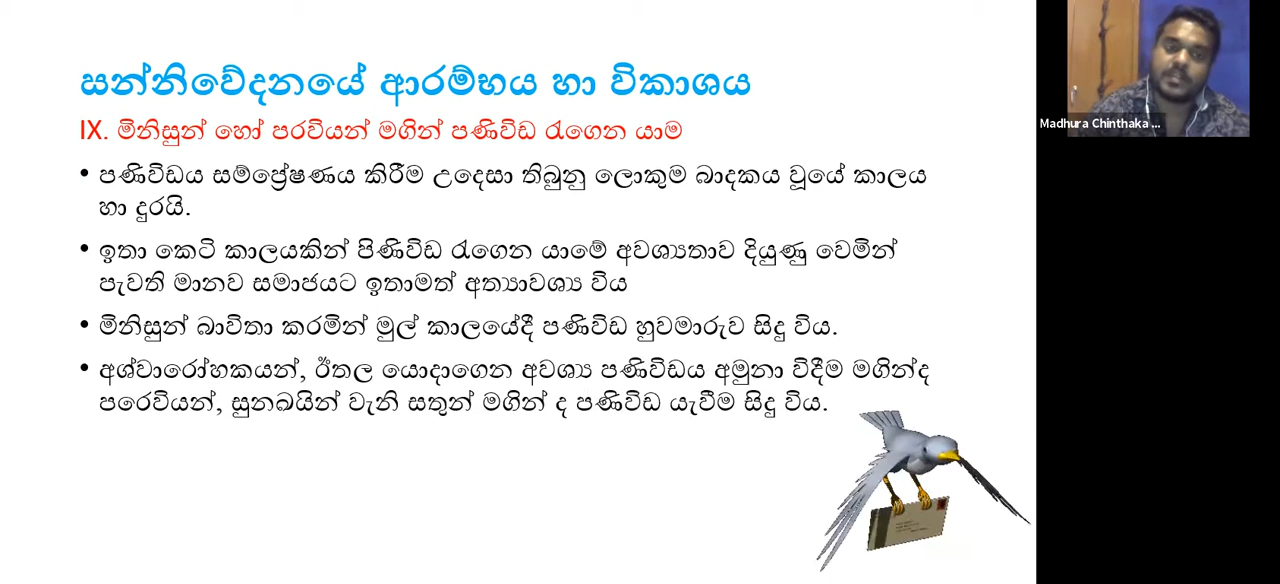 සන්නිවේදනයේ ආරම්භය හා විකාශය
IX. මිනිසුන් හෝ පරවියන් මගින් පණිවිඩ රැගෙන යාම
• පණිවිඩය සම්ප්‍රේෂණය කිරීම උදෙසා තිබුනු ලොකුම බාදකය වූයේ කාලය
හා දුරයි.
• ඉතා කෙටි කාලයකින් පිණිවිඩ රැගෙන යාමේ අවශ්‍යතාව දියුණු වෙමින්
පැවති මානව සමාජයට ඉතාමත් අත්‍යාවශ්‍ය විය
• මිනිසුන් බාවිතා කරමින් මුල් කාලයේදී පණිවිඩ හුවමාරුව සිදු විය.
• අශ්වාරෝහකයන්, ඊතල යොදාගෙන අවශ්‍ය පණිවිඩය අමුනා විදීම මගින්ද
පරෙවියන්, සුනඛයින් වැනි සතුන් මගින් ද පණිවිඩ යැවීම සිදු විය.
Madhura Chinthaka ...